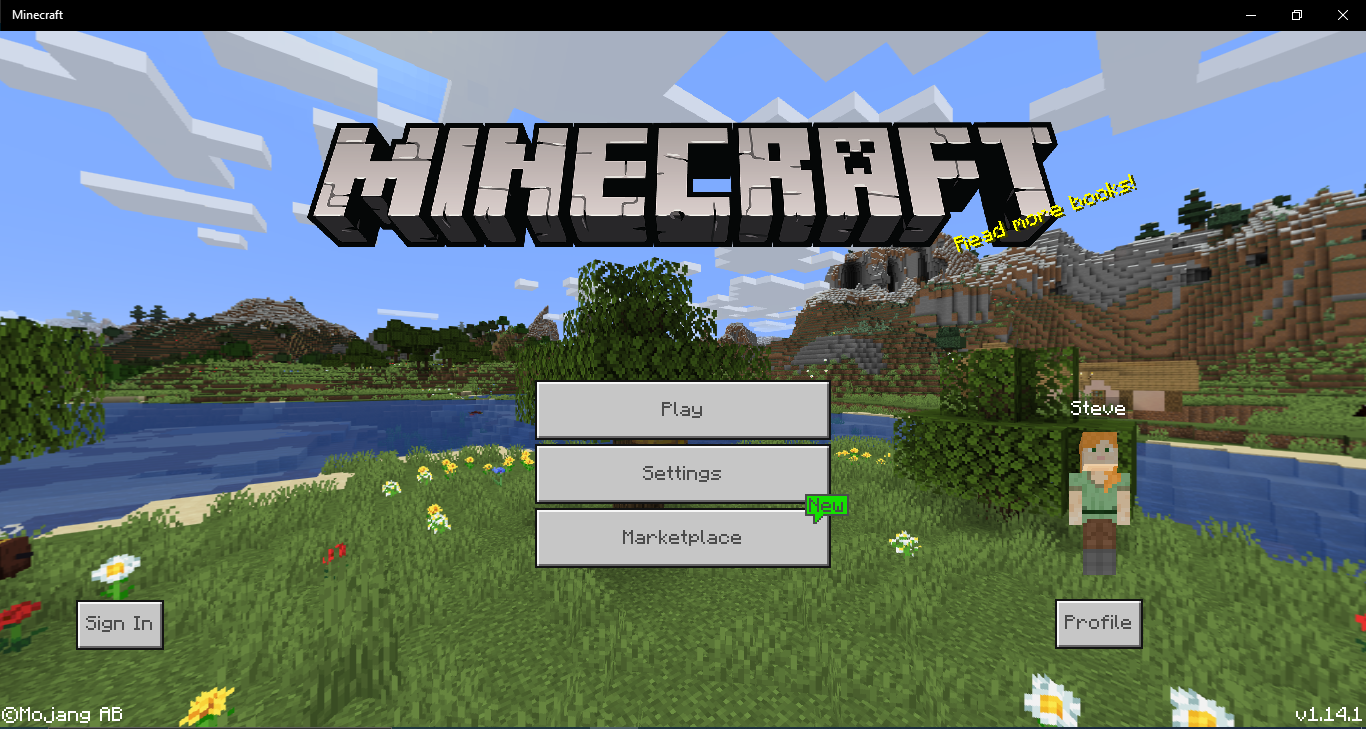 Minecraft
MINECRAFT
Read more books!
Play
Steve
Settings
New
Marketplace
Sign In
Profile
©Mojang AB
v1.14.1